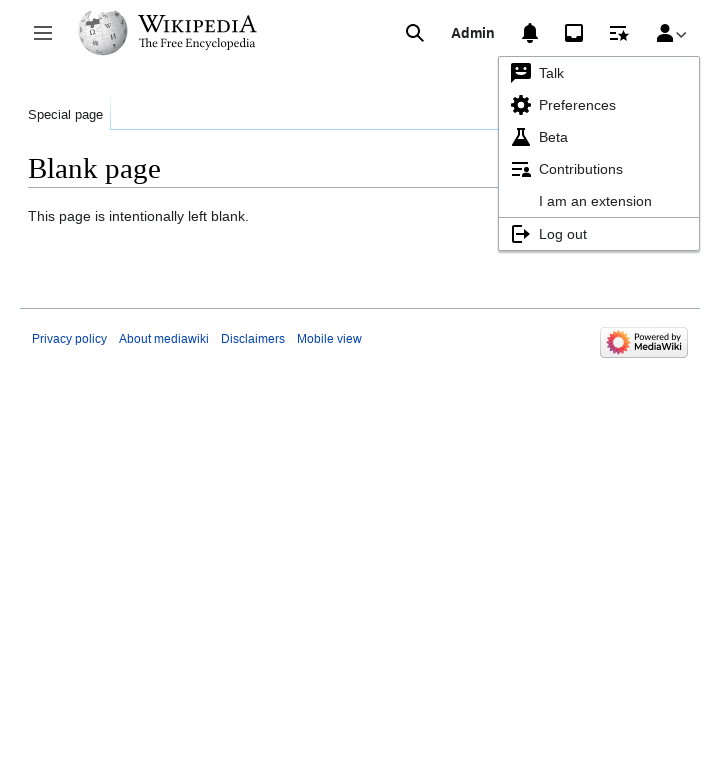 WIKIPEDIA
The Free Encyclopedia
Admin
Talk
Preferences
Beta
Contributions
I am an extension
Log out
Special page
Blank page
This page is intentionally left blank.
Privacy policy About mediawiki Disclaimers Mobile view
Powered by
MediaWiki